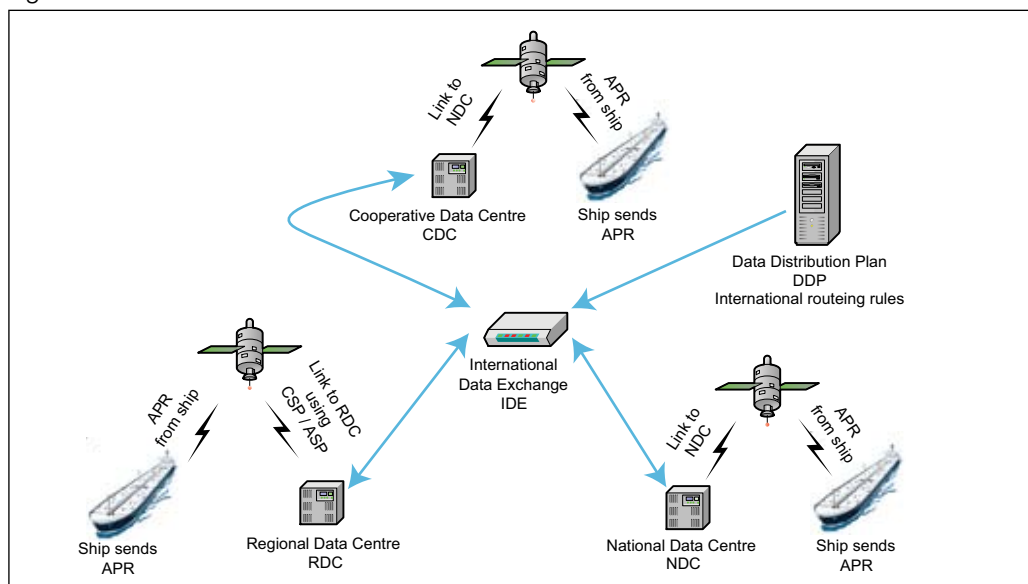 Link to
NDC
APR
from ship
Cooperative Data Centre
CDC
Ship sends
APR
Data Distribution Plan
DDP
International routeing rules
International
Data Exchange
IDE
APR
from ship
Link to RDC
using
CSP / ASP
Ship sends
APR
Regional Data Centre
RDC
Link to
NDC
APR
from ship
National Data Centre
NDC
Ship sends
APR